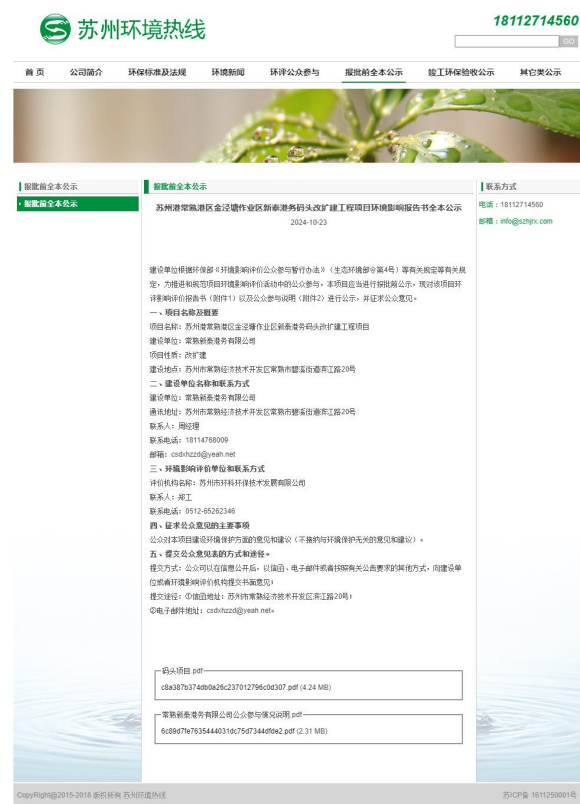 苏州环境热线
18112714560
GO
首 页 公司简介 环保标准及法规 环境新闻 环评公众参与 报批前全本公示 竣工环保验收公示 其它类公示
报批前全本公示
报批前全本公示
报批前全本公示
苏州港常熟港区金泾塘作业区新泰港务码头改扩建工程项目环境影响报告书全本公示
2024-10-23
建设单位根据环保部《环境影响评价公众参与暂行办法》（生态环境部令第4号）等有关规定等有关规
定，为推进和规范项目环境影响评价活动中的公众参与，本项目应当进行报批前公示，现对该项目环
评影响评价报告书（附件1）以及公众参与说明（附件2）进行公示，并征求公众意见。
一、项目名称及概要
项目名称：苏州港常熟港区金泾塘作业区新泰港务码头改扩建工程项目
建设单位：常熟新泰港务有限公司
项目性质：改扩建
建设地点：苏州市常熟经济技术开发区常熟市碧溪街道滨江路20号
二、建设单位名称和联系方式
建设单位：常熟新泰港务有限公司
通讯地址：苏州市常熟经济技术开发区常熟市碧溪街道滨江路20号
联系人：周经理
联系电话：18114768009
邮箱：csdxhzzd@yeah.net
三、环境影响评价单位和联系方式
评价机构名称：苏州市环科环保技术发展有限公司
联系人：郑工
联系电话：0512-65262346
四、征求公众意见的主要事项
公众对本项目建设环境保护方面的意见和建议（不接纳与环境保护无关的意见和建议）。
五、提交公众意见表的方式和途径。
提交方式：公众可以在信息公开后，以信函、电子邮件或者按照有关公告要求的其他方式，向建设单
位或者环境影响评价机构提交书面意见；
提交途径：①信函地址：苏州市常熟经济技术开发区滨江路20号；
②电子邮件地址：csdxhzzd@yeah.net。
码头项目.pdf
c8a387b374db0a26c237012796c0d307.pdf (4.24 MB)
常熟新泰港务有限公司公众参与情况说明.pdf
6c89d7fe7635444031dc75d7344dfde2.pdf (2.31 MB)
联系方式
电话：18112714560
邮箱：info@szhjrx.com
CopyRight@2015-2018 版权所有 苏州环境热线 苏ICP备 1611250001号